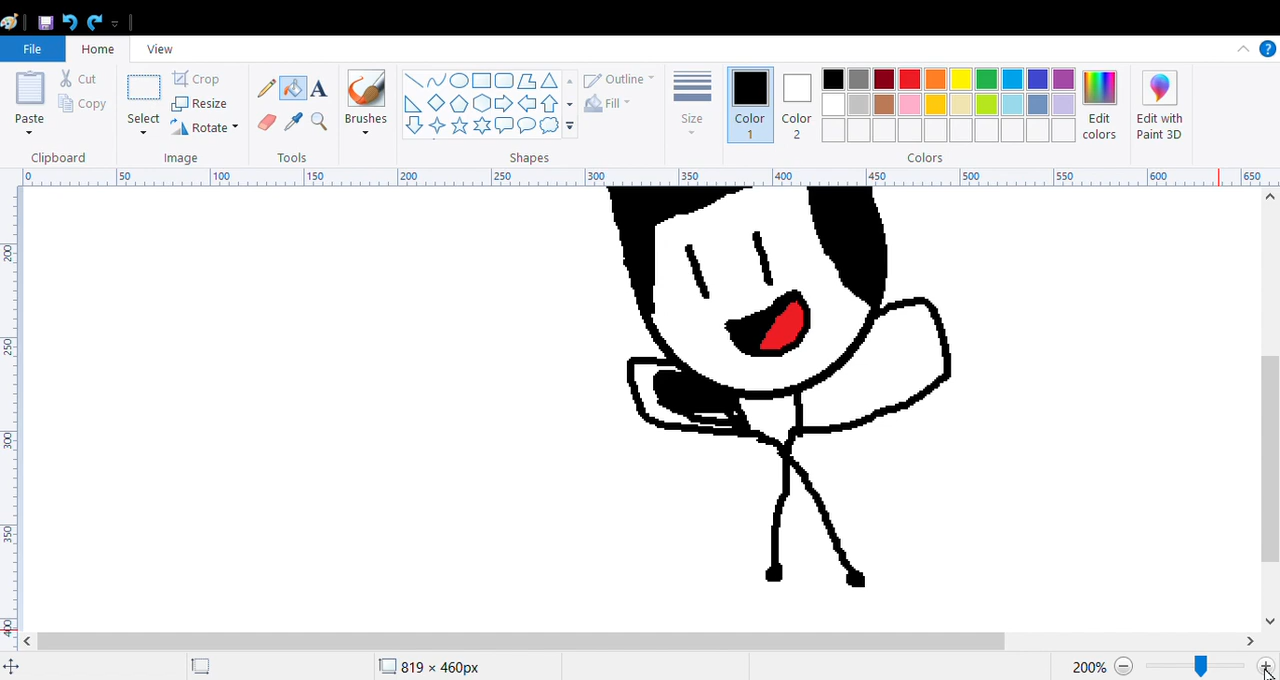 File Home View ?
Cut
Copy
Paste
Clipboard
Crop
Resize
Rotate
Select
Image
A
Tools
Brushes
Outline
Fill
Shapes
Size
Color 1
Color 2
Edit colors
Colors
Edit with Paint 3D
0 50 100 150 200 250 300 350 400 450 500 550 600 650
200
250
300
350
400
819 × 460px
200%